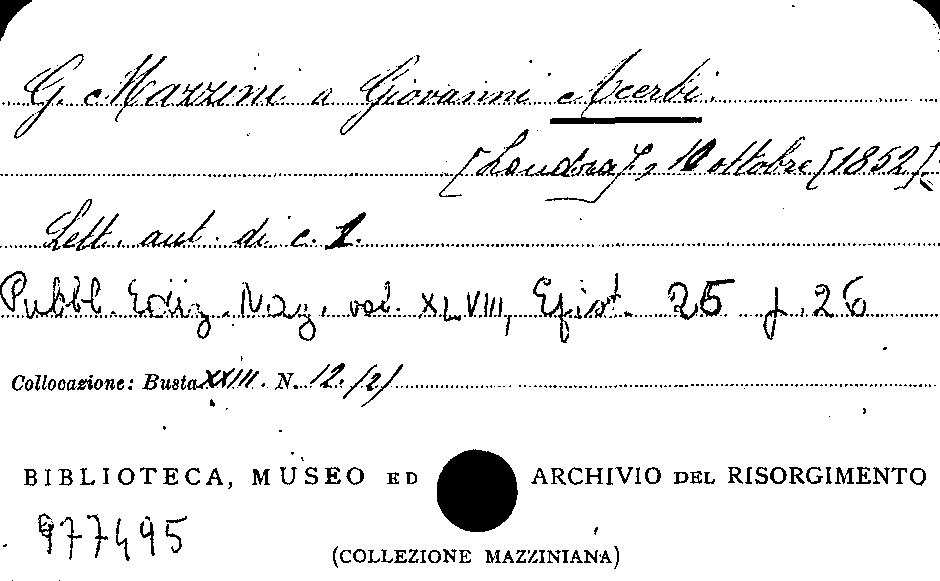 G. Mazzini a Giovanni Acerbi.
[Londra], 10 ottobre [1852].
Lett. aut. di c. 1.
Pubbl. Ediz. Naz. vol. XLVIII, Epist. 25 p. 26
Collocazione: Busta XXIII. N. 12. (2)
BIBLIOTECA, MUSEO ED ARCHIVIO DEL RISORGIMENTO
977495
(COLLEZIONE MAZZINIANA)